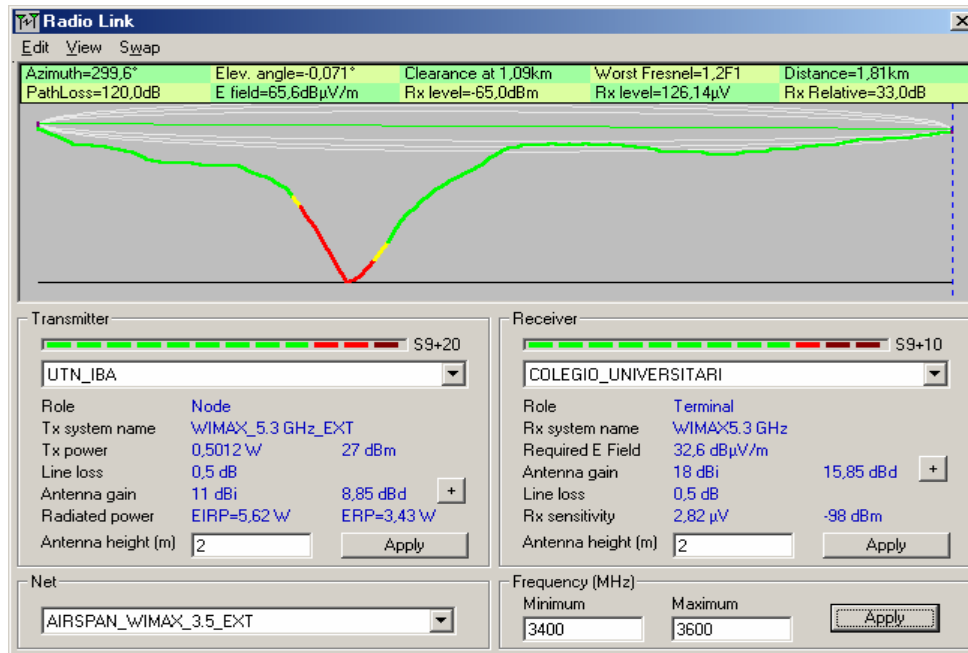 Radio Link
Edit View Swap
Azimuth=299,6° Elev. angle=-0,071° Clearance at 1,09km Worst Fresnel=1,2F1 Distance=1,81km
PathLoss=120,0dB E field=65,6dBµV/m Rx level=-65,0dBm Rx level=126,14µV Rx Relative=33,0dB
Transmitter
S9+20
UTN_IBA
Role Node
Tx system name WIMAX_5.3 GHz_EXT
Tx power 0,5012 W 27 dBm
Line loss 0,5 dB
Antenna gain 11 dBi 8,85 dBd +
Radiated power EIRP=5,62 W ERP=3,43 W
Antenna height (m) 2 Apply
Net
AIRSPAN_WIMAX_3.5_EXT
Receiver
S9+10
COLEGIO_UNIVERSITARI
Role Terminal
Rx system name WIMAX5.3 GHz
Required E Field 32,6 dBµV/m
Antenna gain 18 dBi 15,85 dBd +
Line loss 0,5 dB
Rx sensitivity 2,82 µV -98 dBm
Antenna height (m) 2 Apply
Frequency (MHz)
Minimum Maximum
3400 3600 Apply